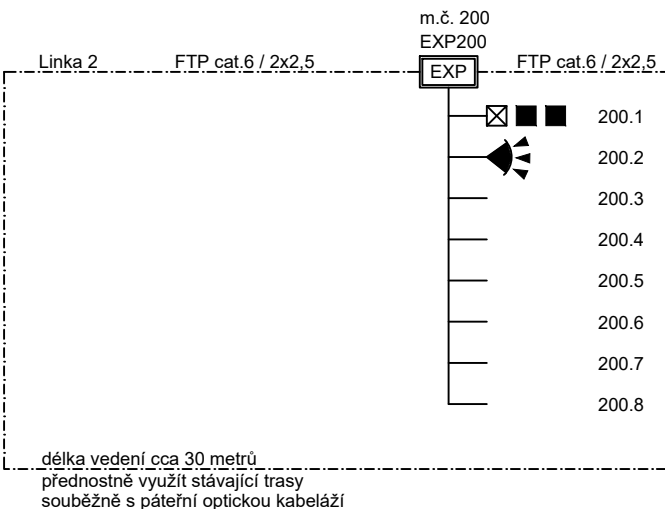 m.č. 200
EXP200
Linka 2 FTP cat.6 / 2x2,5 EXP FTP cat.6 / 2x2,5
200.1
200.2
200.3
200.4
200.5
200.6
200.7
200.8
délka vedení cca 30 metrů
přednostně využít stávající trasy
souběžně s páteřní optickou kabeláží